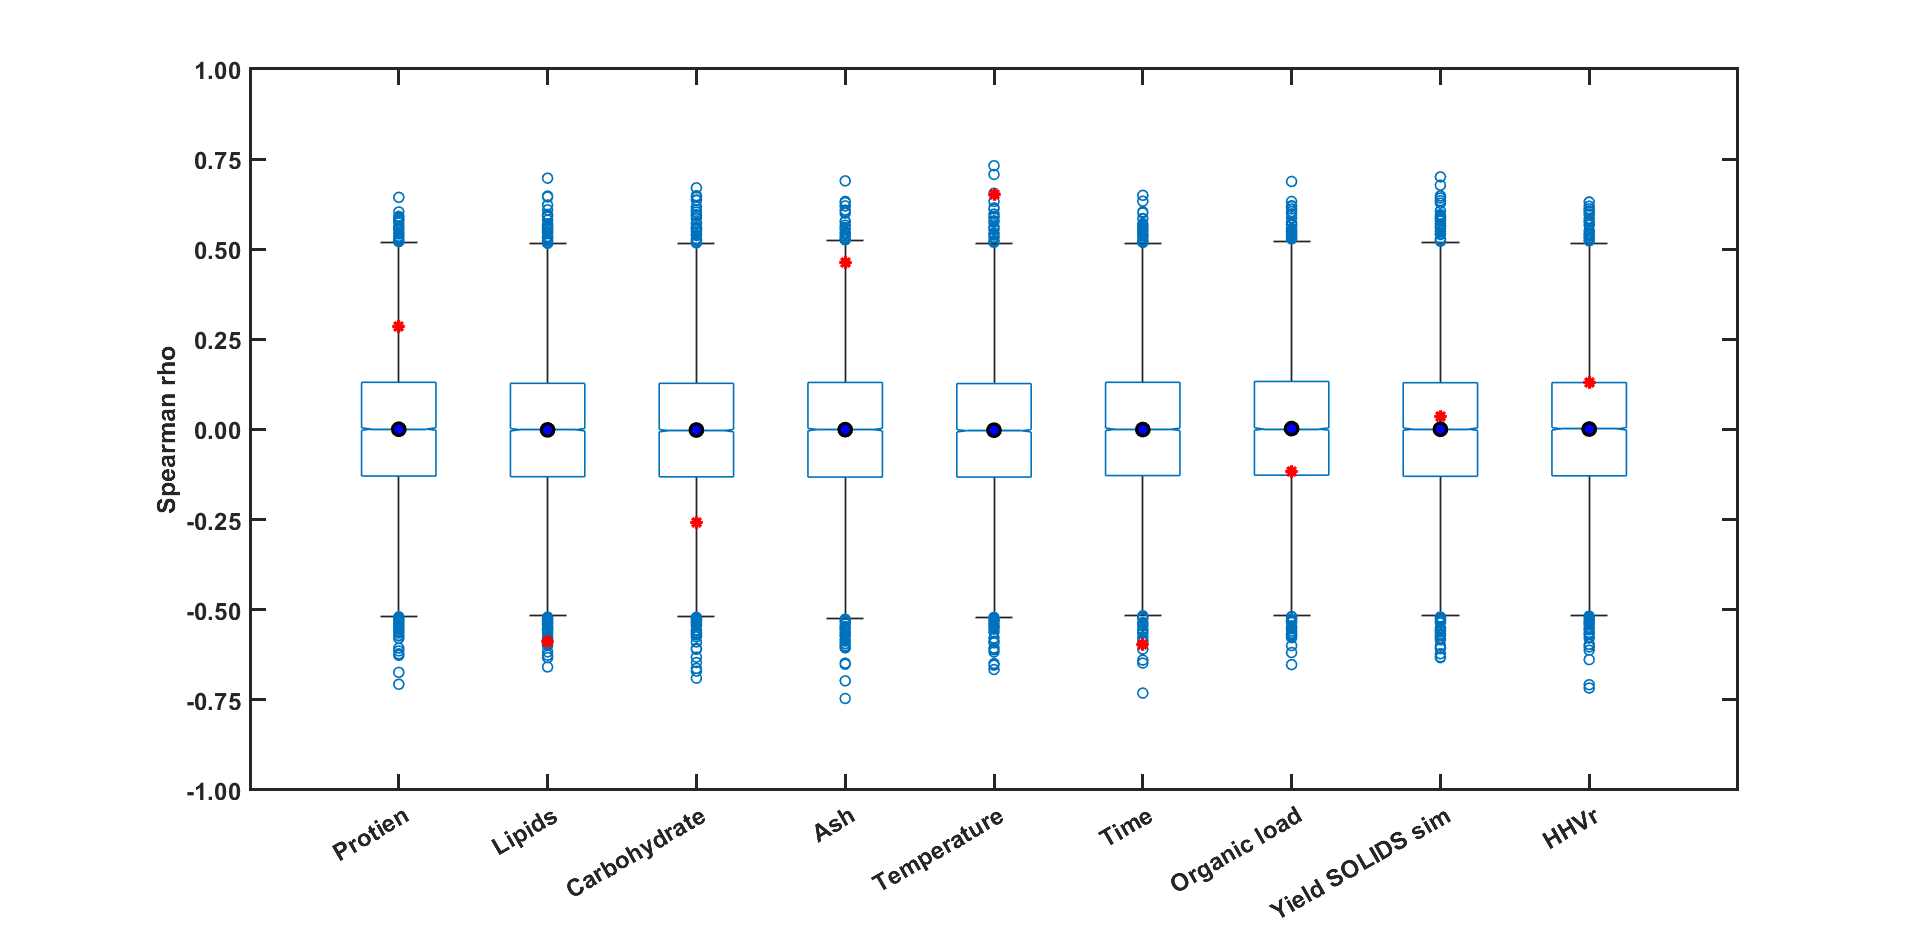 1.00
0.75
0.50
0.25
0.00
-0.25
-0.50
-0.75
-1.00
Spearman rho
Protien
Lipids
Carbohydrate
Ash
Temperature
Time
Organic load
Yield SOLIDS sim
HHVr